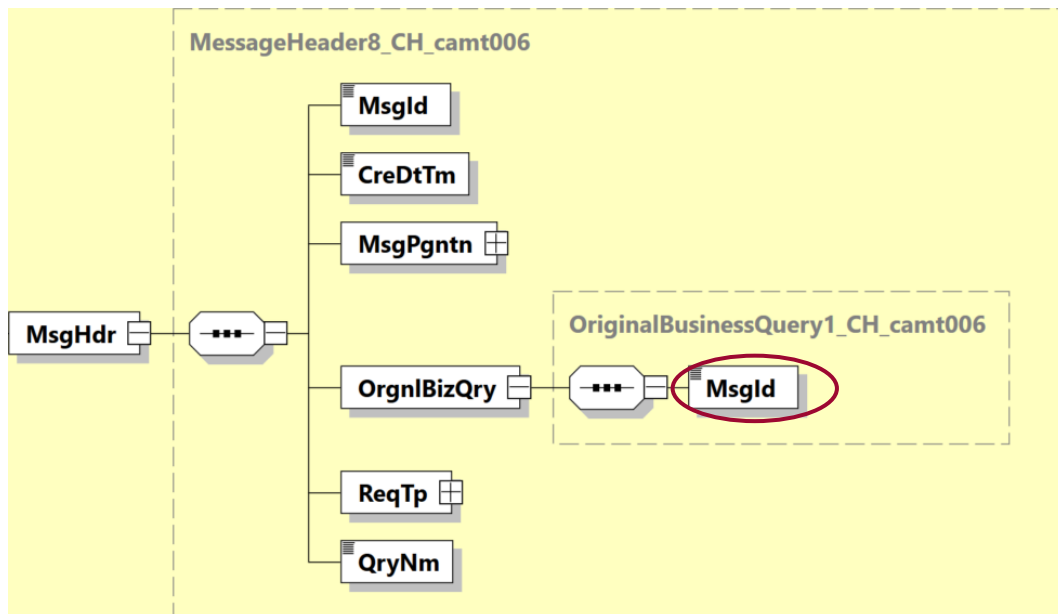 MessageHeader8_CH_camt006
MsgId
CreDtTm
MsgPgntn
MsgHdr
OriginalBusinessQuery1_CH_camt006
OrgnlBizQry
MsgId
ReqTp
QryNm